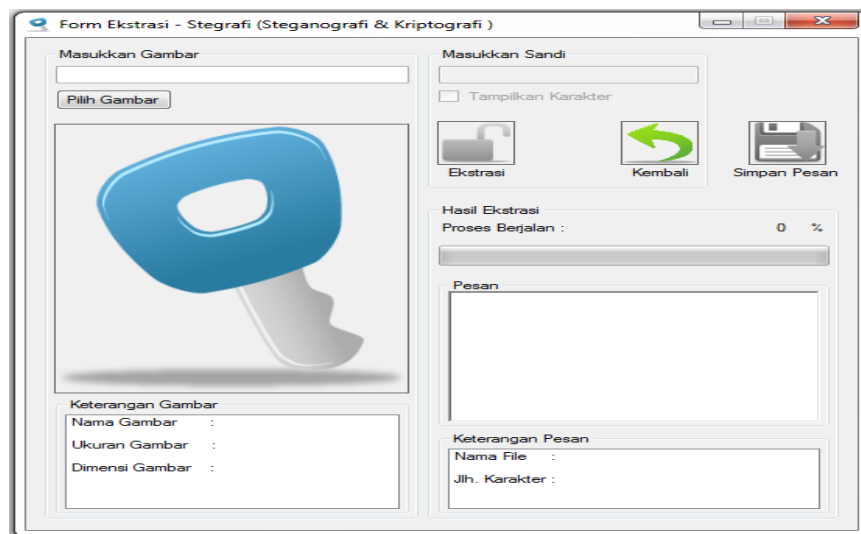 Form Ekstrasi - Stegrafi (Steganografi & Kriptografi )
Masukkan Gambar
Pilih Gambar
Keterangan Gambar
Nama Gambar :
Ukuran Gambar :
Dimensi Gambar :
Masukkan Sandi
Tampilkan Karakter
Ekstrasi
Kembali
Simpan Pesan
Hasil Ekstrasi
Proses Berjalan : 0 %
Pesan
Keterangan Pesan
Nama File :
Jlh. Karakter :